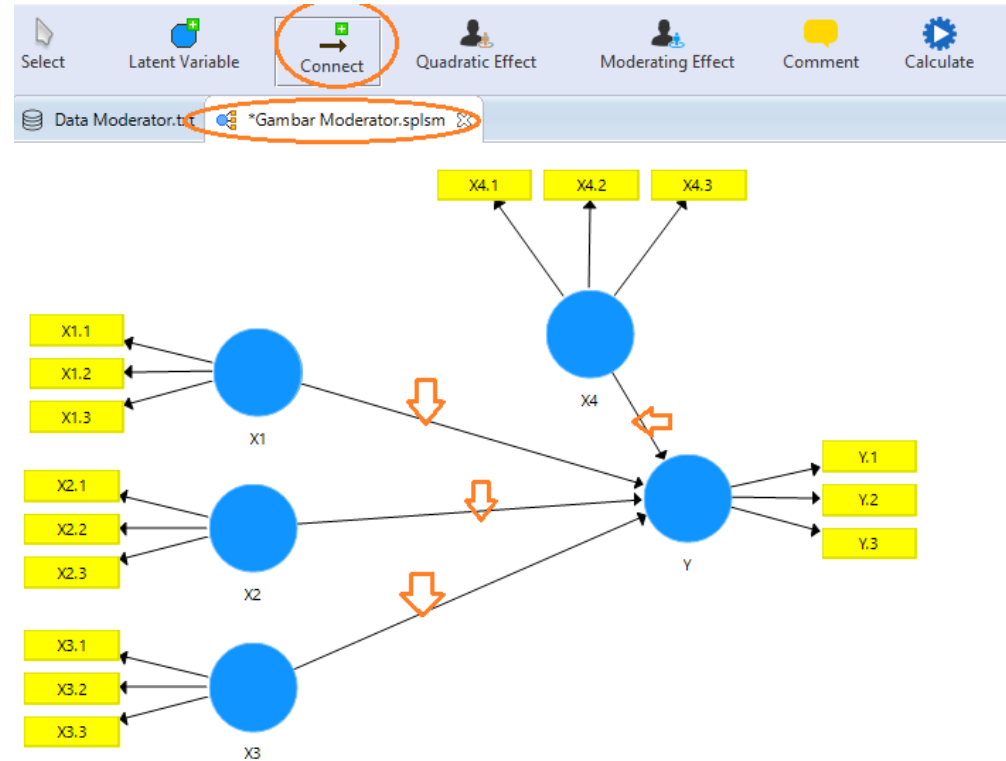 Select Latent Variable Connect Quadratic Effect Moderating Effect Comment Calculate
Data Moderator.txt *Gambar Moderator.splsm
X4.1 X4.2 X4.3
X4
X1.1
X1.2
X1.3
X1
X2.1
X2.2
X2.3
X2
X3.1
X3.2
X3.3
X3
Y.1
Y.2
Y.3
Y